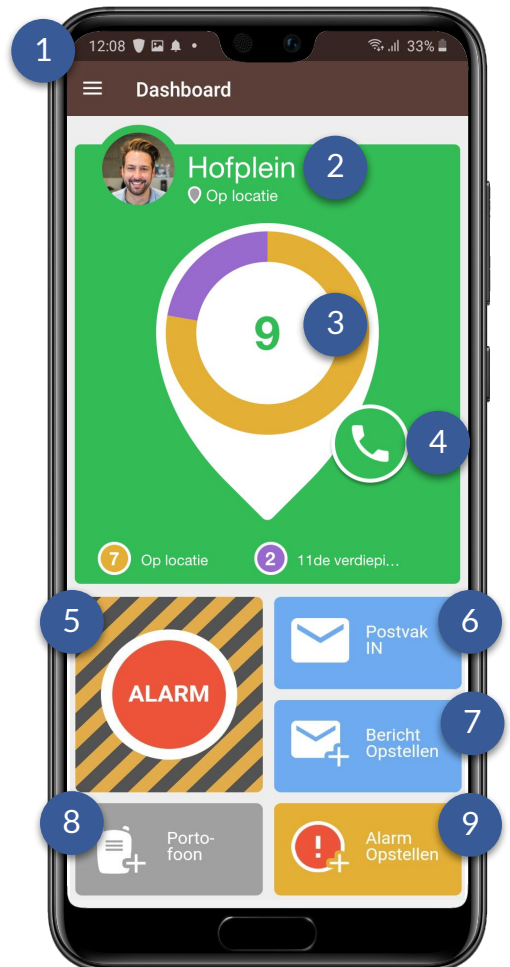 1
12:08
33%
Dashboard
Hofplein
2
Op locatie
9
3
4
7
Op locatie
2
11de verdiepi...
5
ALARM
Postvak
IN
6
Bericht
Opstellen
7
8
Porto-
foon
Alarm
Opstellen
9